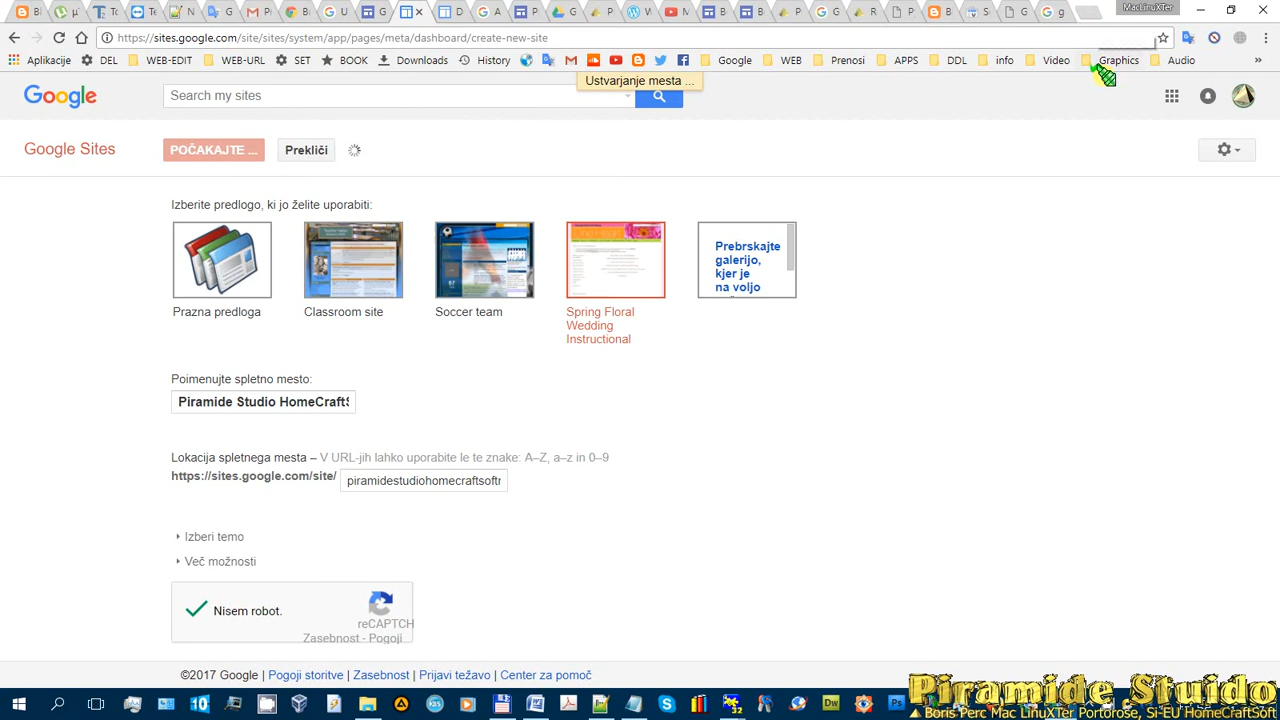 MacLinuXTer
https://sites.google.com/site/sites/system/app/pages/meta/dashboard/create-new-site
Aplikacije DEL WEB-EDIT WEB-URL SET BOOK Downloads History Google WEB Prenosi APPS DDL info Video Graphics Audio »
Ustvarjanje mesta ...
Google Search my sites
Google Sites POČAKAJTE ... Prekliči
Izberite predlogo, ki jo želite uporabiti:
Prebrskajte
galerijo,
kjer je
na voljo
Prazna predloga Classroom site Soccer team Spring Floral
Wedding
Instructional
Poimenujte spletno mesto:
Piramide Studio HomeCraftS
Lokacija spletnega mesta – V URL-jih lahko uporabite le te znake: A–Z, a–z in 0–9
https://sites.google.com/site/ piramidestudiohomecraftsoftr
Izberi temo
Več možnosti
Nisem robot.
reCAPTCH
Zasebnost - Pogoji
©2017 Google | Pogoji storitve | Zasebnost | Prijavi težavo | Center za pomoč
Piramide Stuido
▲ Boris Perc Mac LinuXTer Portorose, Si-EU HomeCraftSoft